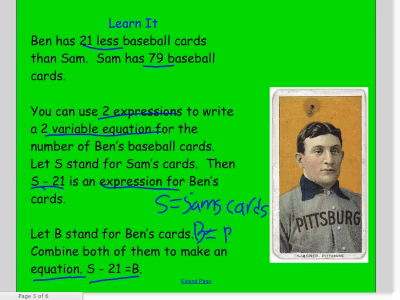 Learn It
Ben has 21 less baseball cards
than Sam. Sam has 79 baseball
cards.
You can use 2 expressions to write
a 2 variable equation for the
number of Ben's baseball cards.
Let S stand for Sam's cards. Then
S - 21 is an expression for Ben's
cards.
S = Sams cards
Let B stand for Ben's cards.
B = p
Combine both of them to make an
equation. S - 21 = B.
PITTSBURG
Extend Page
Page 5 of 6